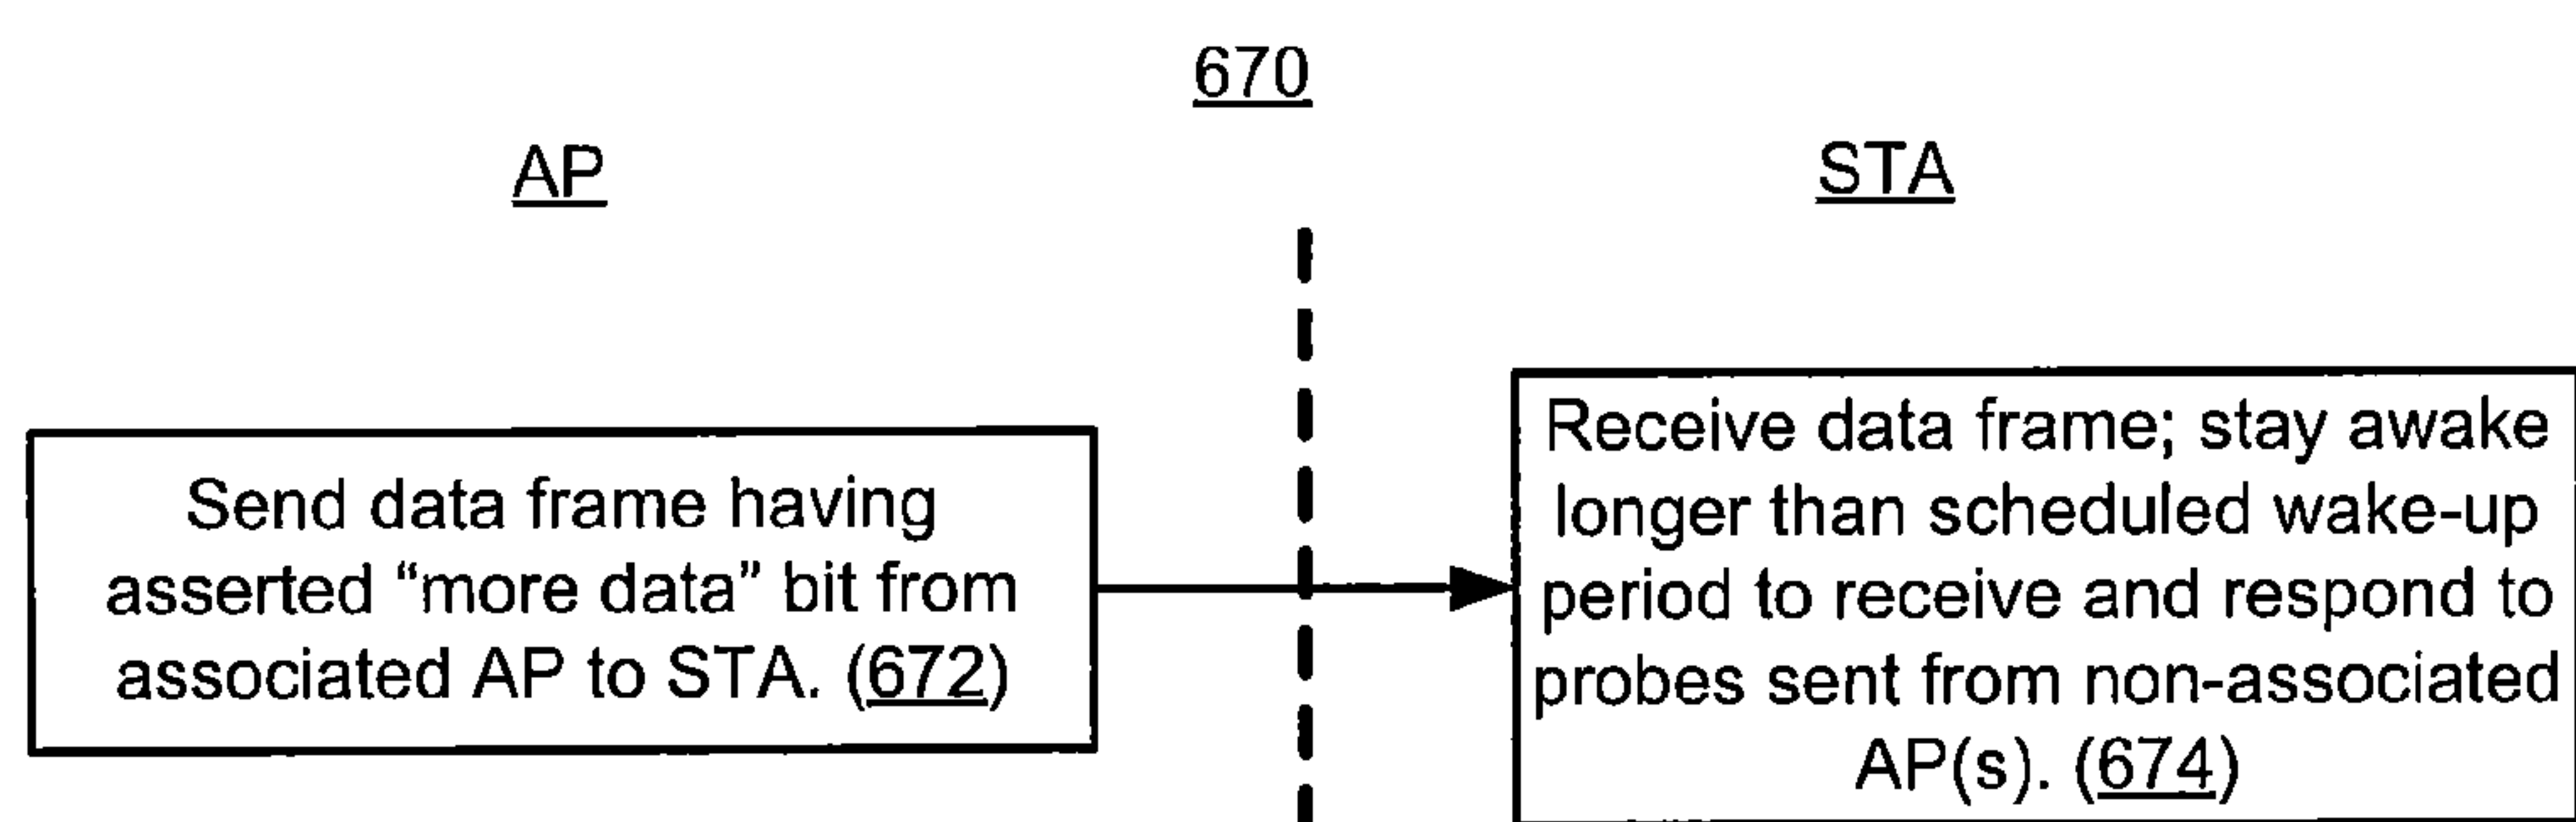 670
AP
STA
Send data frame having
asserted “more data” bit from
associated AP to STA. (672)
Receive data frame; stay awake
longer than scheduled wake-up
period to receive and respond to
probes sent from non-associated
AP(s). (674)